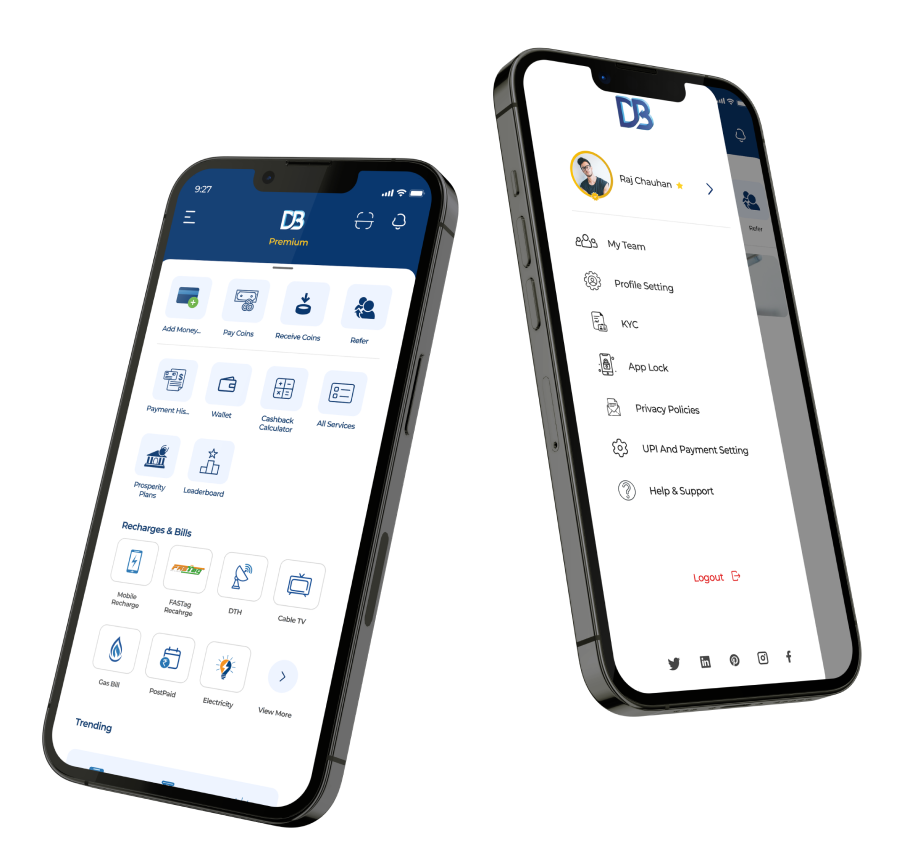 9:27
DB
Premium
Add Money...
Pay Coins
Receive Coins
Refer
Payment His...
Wallet
Cashback
Calculator
All Services
Prosperity
Plans
Leaderboard
Recharges & Bills
FASTag
Mobile
Recharge
FASTag
Recahrge
DTH
Cable TV
Gas Bill
PostPaid
Electricity
View More
Trending
DB
Raj Chauhan
Refer
My Team
Profile Setting
KYC
App Lock
Privacy Policies
UPI And Payment Setting
Help & Support
Logout